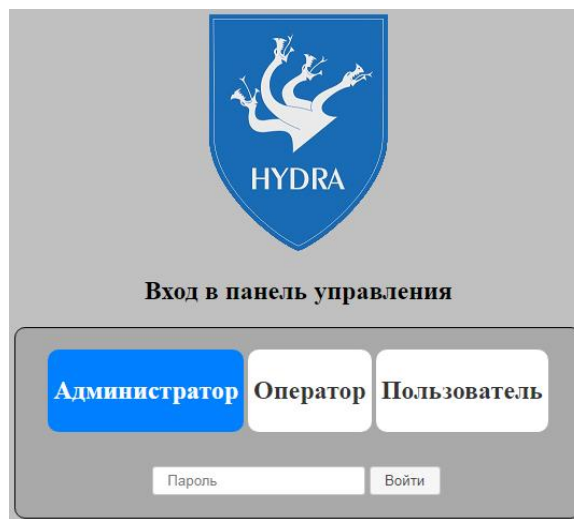 HYDRA
Вход в панель управления
Администратор Оператор Пользователь
Пароль Войти